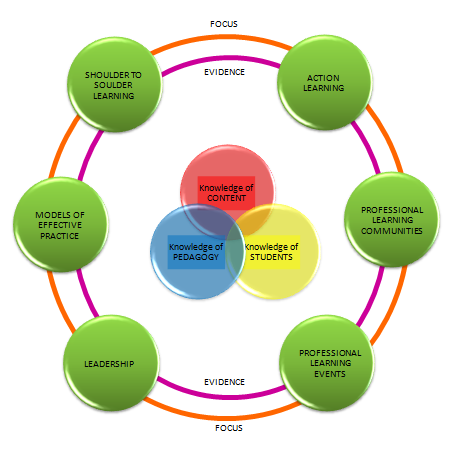 FOCUS
EVIDENCE
SHOULDER TO
SOULDER
LEARNING
ACTION
LEARNING
Knowledge of
CONTENT
MODELS OF
EFFECTIVE
PRACTICE
PROFESSIONAL
LEARNING
COMMUNITIES
Knowledge of
PEDAGOGY
Knowledge of
STUDENTS
LEADERSHIP
PROFESSIONAL
LEARNING
EVENTS
EVIDENCE
FOCUS